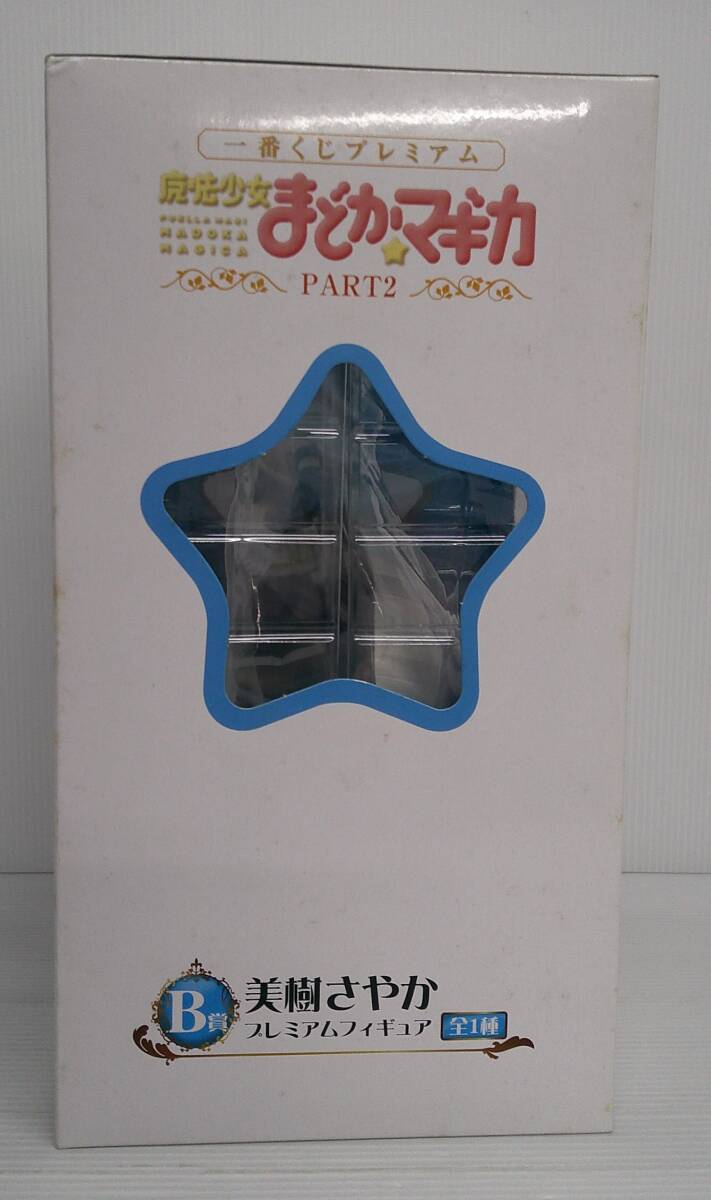 一番くじプレミアム
魔法少女
PUELLA MAGI
MADOKA
MAGICA
まどか☆マギカ
PART2
B賞
美樹さやか
プレミアムフィギュア
全1種